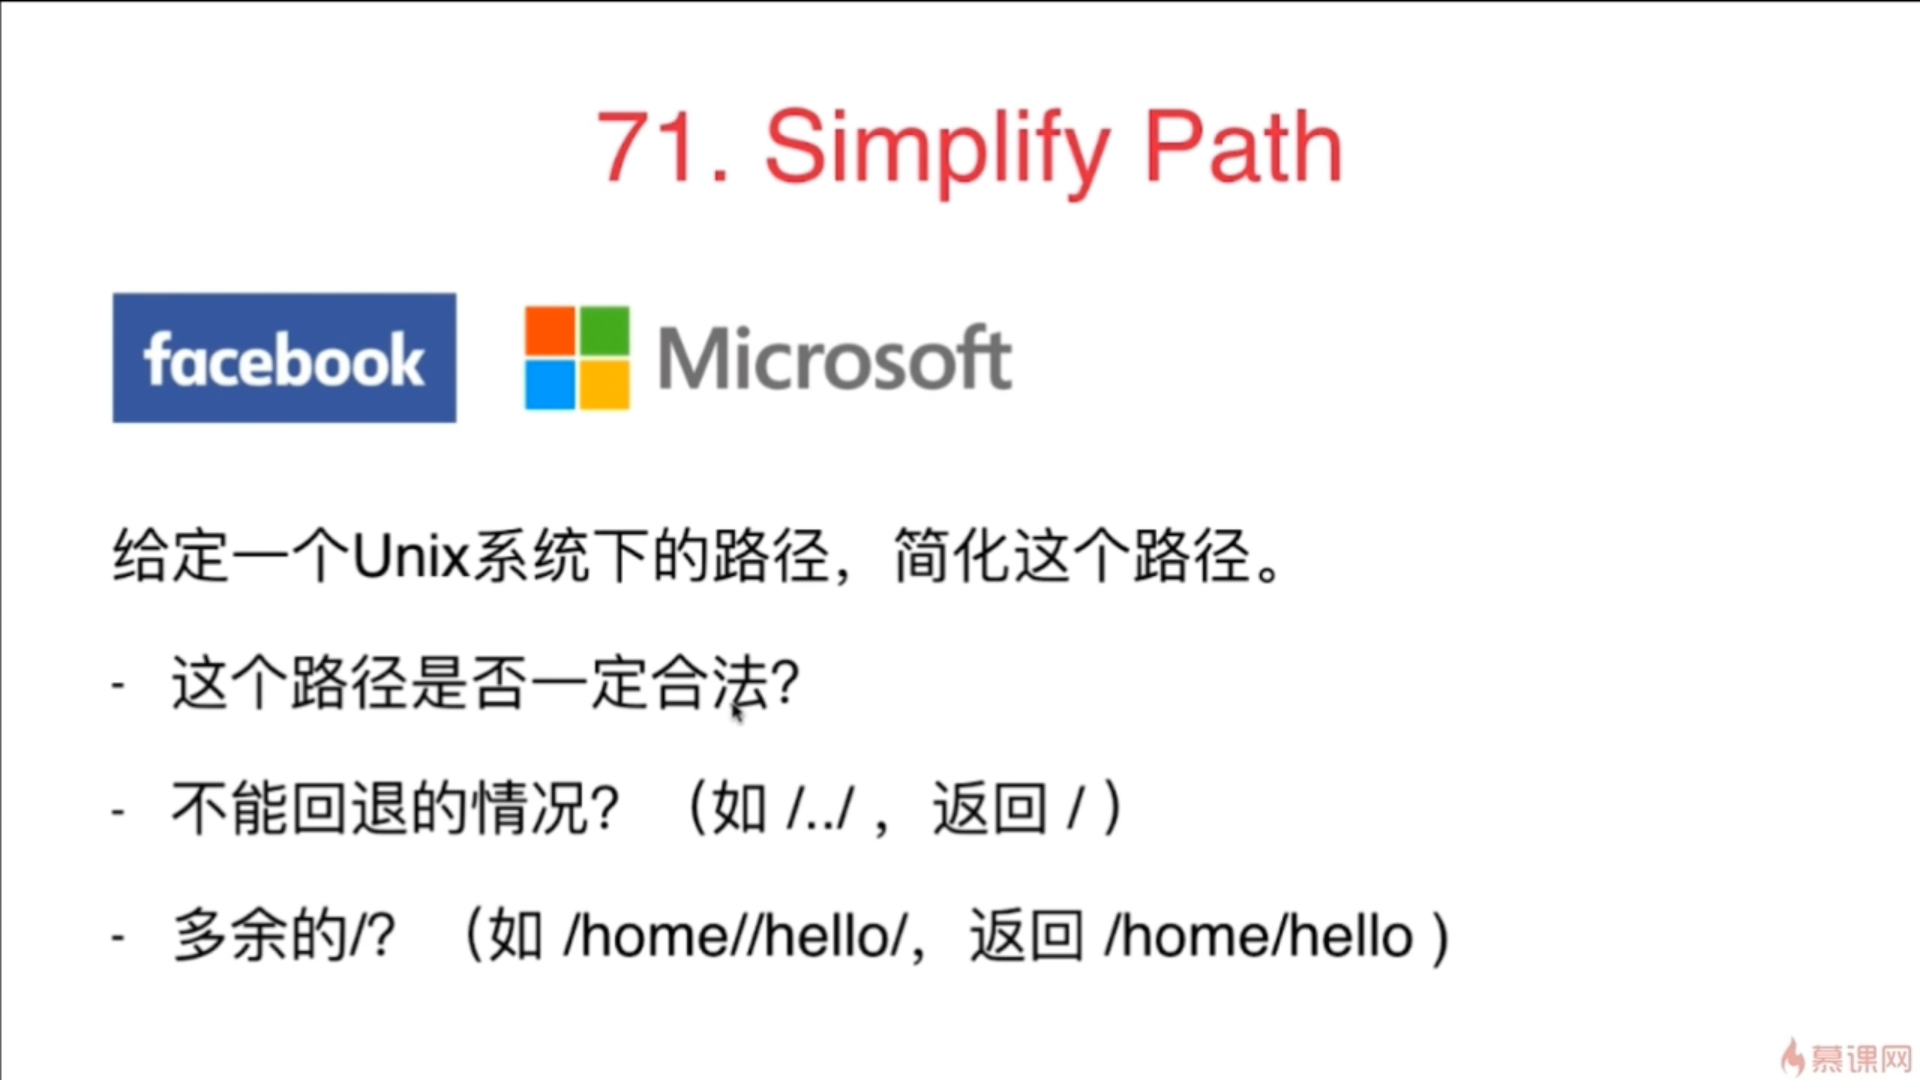 71. Simplify Path
facebook
Microsoft
给定一个Unix系统下的路径，简化这个路径。
- 这个路径是否一定合法？
- 不能回退的情况？（如 /../ ，返回 / ）
- 多余的/？（如 /home//hello/，返回 /home/hello )
慕课网